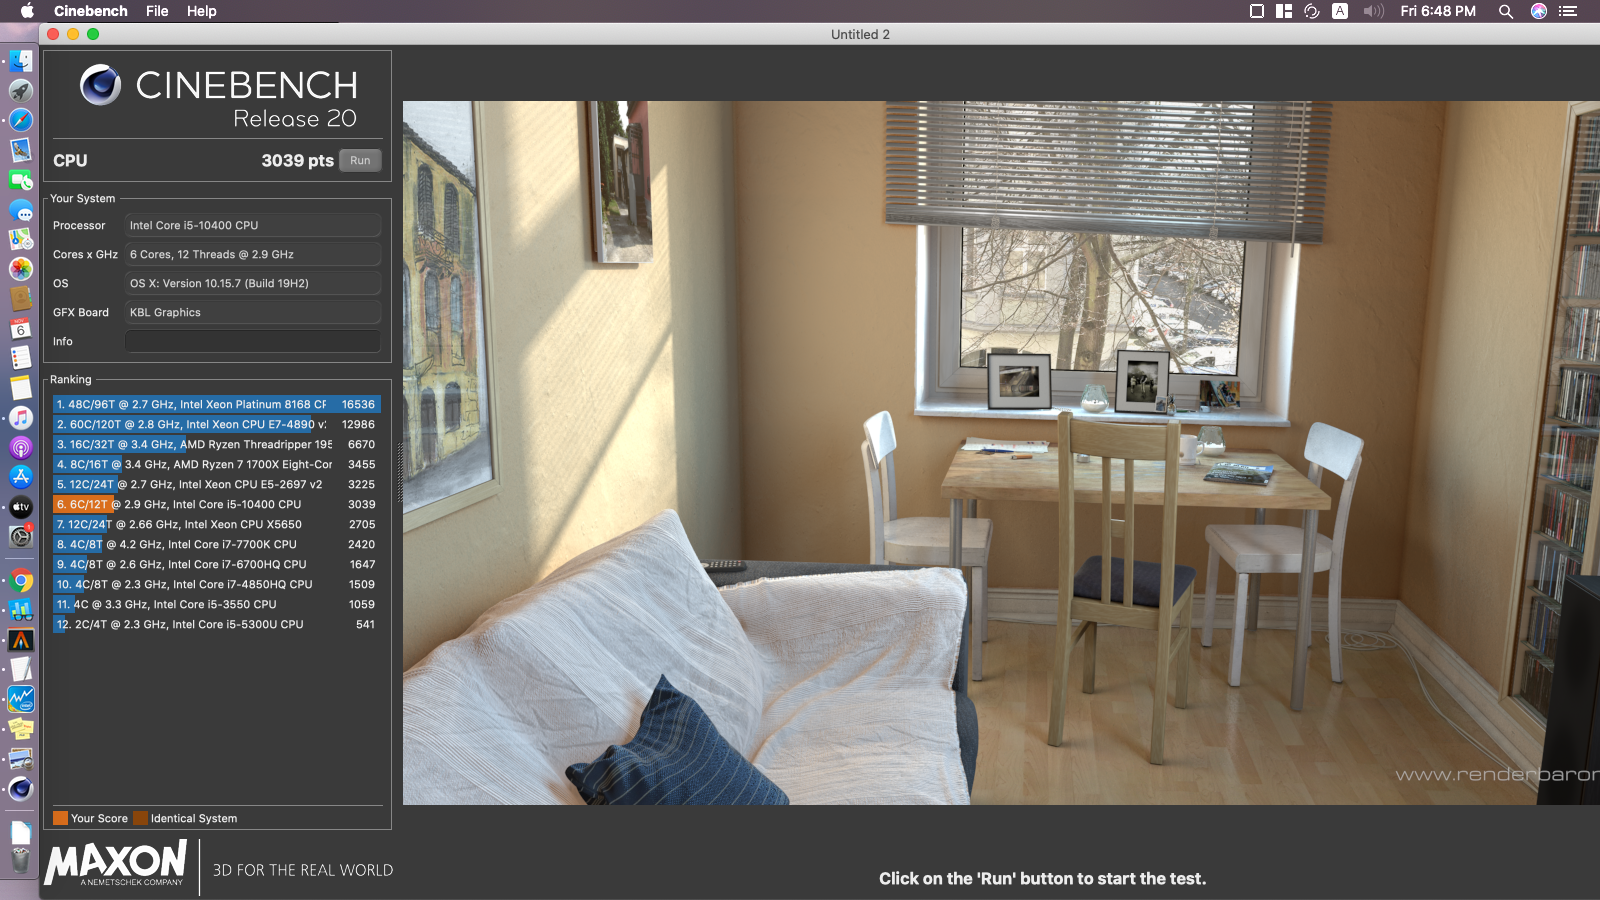 Cinebench File Help
A
Fri 6:48 PM
Untitled 2
CINEBENCH
Release 20
CPU 3039 pts Run
Your System
Processor Intel Core i5-10400 CPU
Cores x GHz 6 Cores, 12 Threads @ 2.9 GHz
OS OS X: Version 10.15.7 (Build 19H2)
GFX Board KBL Graphics
Info
Ranking
1. 48C/96T @ 2.7 GHz, Intel Xeon Platinum 8168 CF 16536
2. 60C/120T @ 2.8 GHz, Intel Xeon CPU E7-4890 v2 12986
3. 16C/32T @ 3.4 GHz, AMD Ryzen Threadripper 195 6670
4. 8C/16T @ 3.4 GHz, AMD Ryzen 7 1700X Eight-Cor 3455
5. 12C/24T @ 2.7 GHz, Intel Xeon CPU E5-2697 v2 3225
6. 6C/12T @ 2.9 GHz, Intel Core i5-10400 CPU 3039
7. 12C/24T @ 2.66 GHz, Intel Xeon CPU X5650 2705
8. 4C/8T @ 4.2 GHz, Intel Core i7-7700K CPU 2420
9. 4C/8T @ 2.6 GHz, Intel Core i7-6700HQ CPU 1647
10. 4C/8T @ 2.3 GHz, Intel Core i7-4850HQ CPU 1509
11. 4C @ 3.3 GHz, Intel Core i5-3550 CPU 1059
12. 2C/4T @ 2.3 GHz, Intel Core i5-5300U CPU 541
Your Score Identical System
MAXON
A NEMETSCHEK COMPANY
3D FOR THE REAL WORLD
www.renderbaron
Click on the 'Run' button to start the test.
NOV
6
tv
1